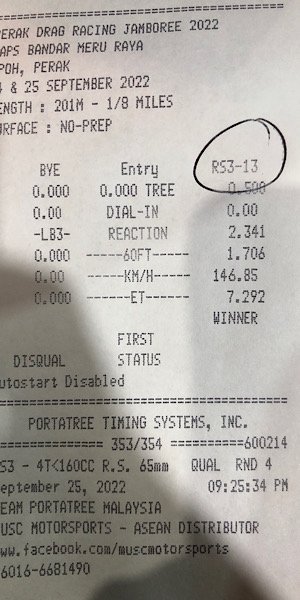 PERAK DRAG RACING JAMBOREE 2022
APS BANDAR MERU RAYA
POH, PERAK
4 & 25 SEPTEMBER 2022
ENGTH : 201M - 1/8 MILES
URFACE : NO-PREP
BYE Entry RS3-13
0.000 0.000 TREE 0.500
0.00 DIAL-IN 0.00
-LB3- REACTION 2.341
0.000 -----60FT----- 1.706
0.00 -----KM/H----- 146.85
0.000 ------ET------ 7.292
WINNER
FIRST
DISQUAL STATUS
utostart Disabled
PORTATREE TIMING SYSTEMS, INC.
============== 353/354 ==========600214
S3 - 4T<160CC R.S. 65mm QUAL RND 4
eptember 25, 2022 09:25:34 PM
EAM PORTATREE MALAYSIA
MUSC MOTORSPORTS - ASEAN DISTRIBUTOR
ww.facebook.com/muscmotorsports
6016-6681490